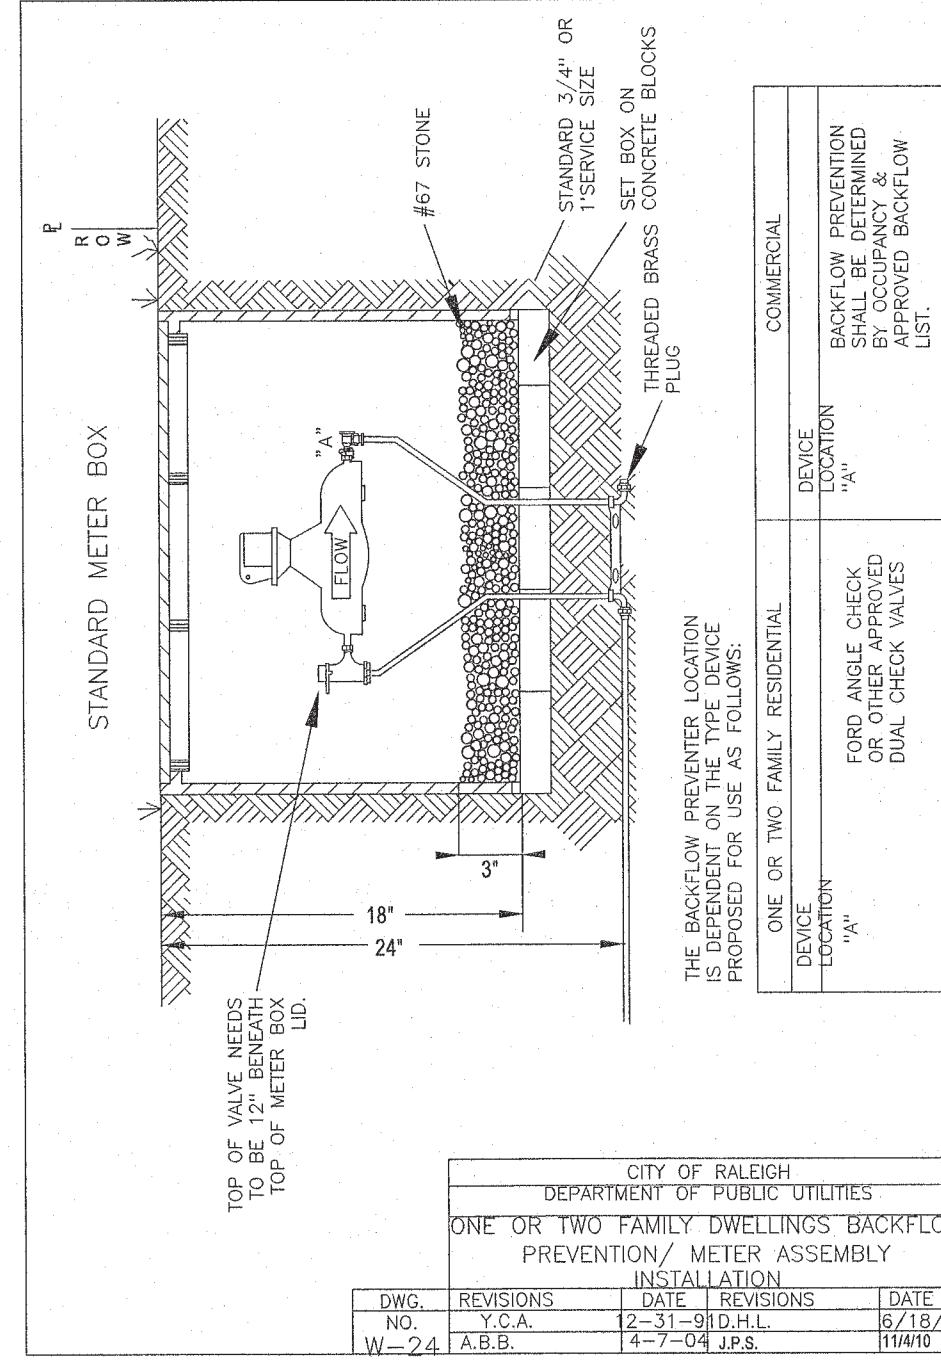 STANDARD METER BOX
P
L
R
O
W
#67 STONE
STANDARD 3/4" OR
1"SERVICE SIZE
SET BOX ON
CONCRETE BLOCKS
THREADED BRASS
PLUG
"A"
FLOW
TOP OF VALVE NEEDS
TO BE 12" BENEATH
TOP OF METER BOX
LID.
3"
18"
24"
THE BACKFLOW PREVENTER LOCATION
IS DEPENDENT ON THE TYPE DEVICE
PROPOSED FOR USE AS FOLLOWS:
ONE OR TWO FAMILY RESIDENTIAL
COMMERCIAL
DEVICE
LOCATION
"A"
FORD ANGLE CHECK
OR OTHER APPROVED
DUAL CHECK VALVES
DEVICE
LOCATION
"A"
BACKFLOW PREVENTION
SHALL BE DETERMINED
BY OCCUPANCY &
APPROVED BACKFLOW
LIST.
CITY OF RALEIGH
DEPARTMENT OF PUBLIC UTILITIES
ONE OR TWO FAMILY DWELLINGS BACKFLO
PREVENTION/ METER ASSEMBLY
INSTALLATION
DWG. REVISIONS DATE REVISIONS DATE
NO. Y.C.A. 12-31-91 D.H.L. 6/18/
W-24 A.B.B. 4-7-04 J.P.S. 11/4/10